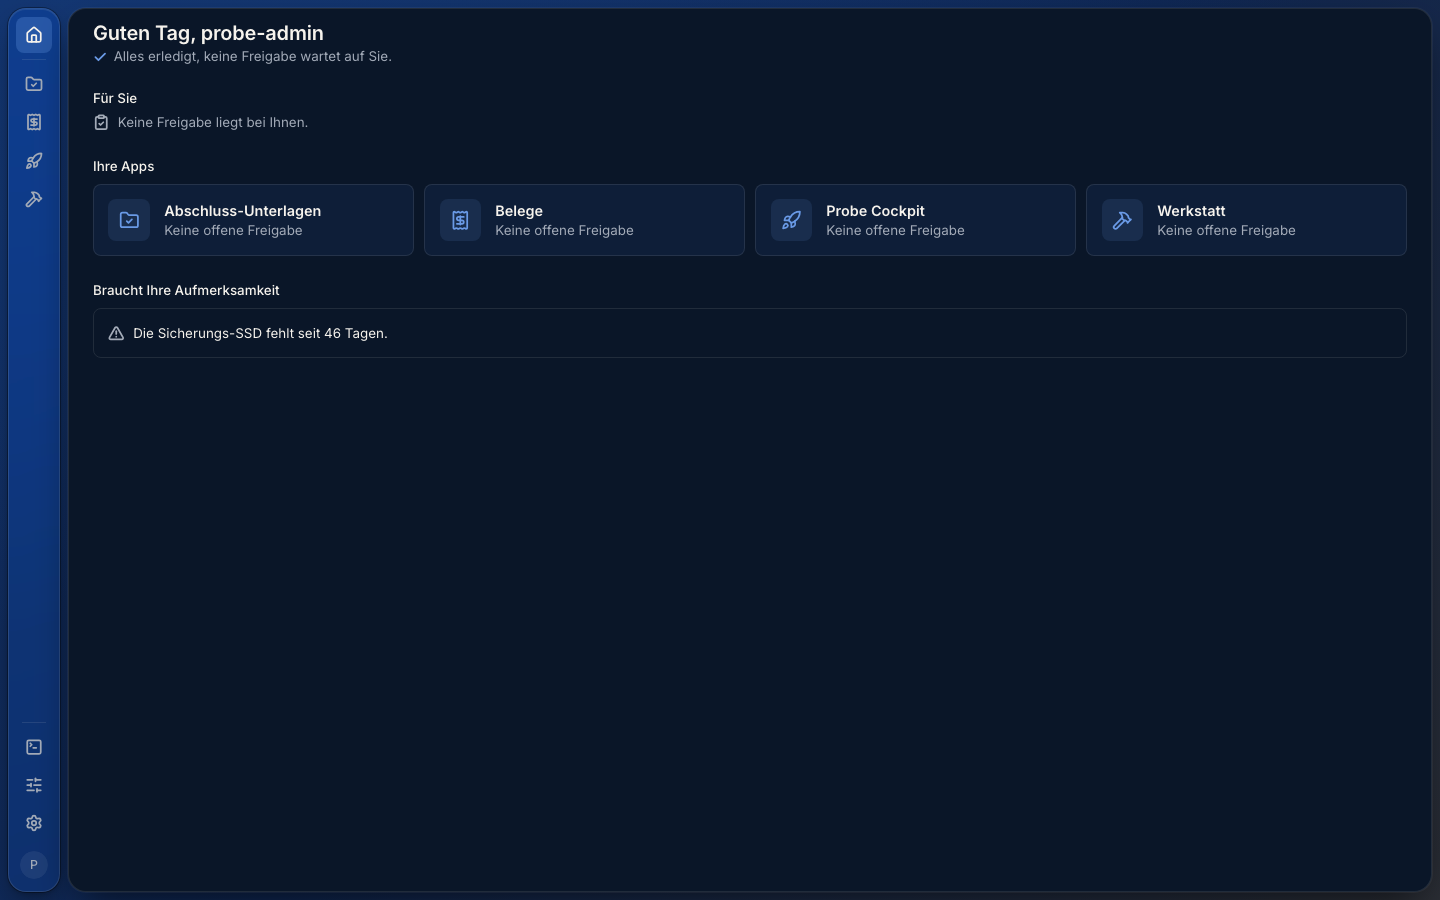 Guten Tag, probe-admin
Alles erledigt, keine Freigabe wartet auf Sie.
Für Sie
Keine Freigabe liegt bei Ihnen.
Ihre Apps
Abschluss-Unterlagen
Keine offene Freigabe
Belege
Keine offene Freigabe
Probe Cockpit
Keine offene Freigabe
Werkstatt
Keine offene Freigabe
Braucht Ihre Aufmerksamkeit
Die Sicherungs-SSD fehlt seit 46 Tagen.
P